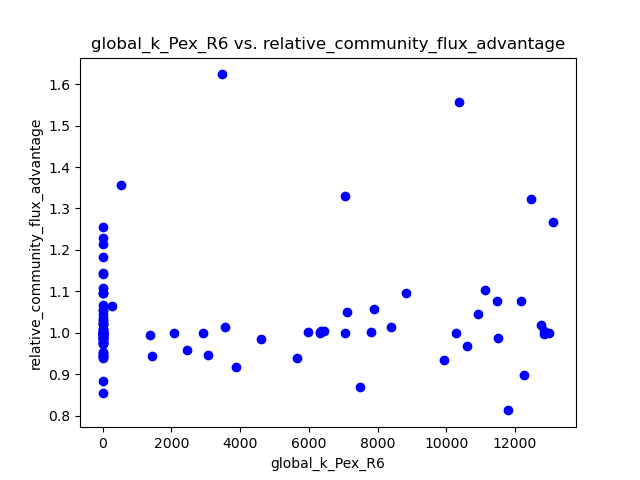 global_k_Pex_R6 vs. relative_community_flux_advantage
1.6
1.5
1.4
1.3
1.2
1.1
1.0
0.9
0.8
relative_community_flux_advantage
0 2000 4000 6000 8000 10000 12000
global_k_Pex_R6